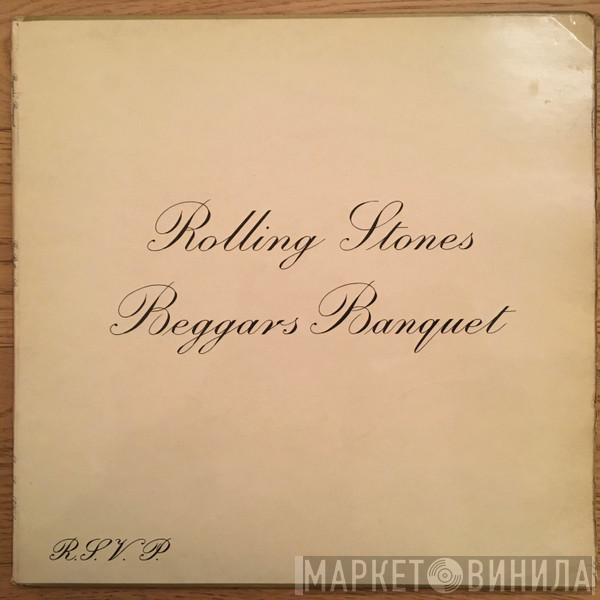 Rolling Stones
Beggars Banquet
R.S.V.P.
МАРКЕТ ВИНИЛА